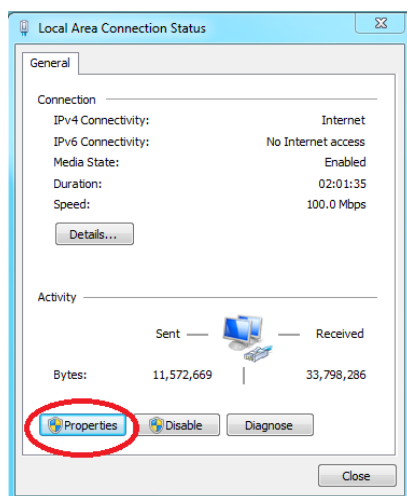 Local Area Connection Status
General
Connection
IPv4 Connectivity: Internet
IPv6 Connectivity: No Internet access
Media State: Enabled
Duration: 02:01:35
Speed: 100.0 Mbps
Details...
Activity
Sent Received
Bytes: 11,572,669 33,798,286
Properties Disable Diagnose
Close